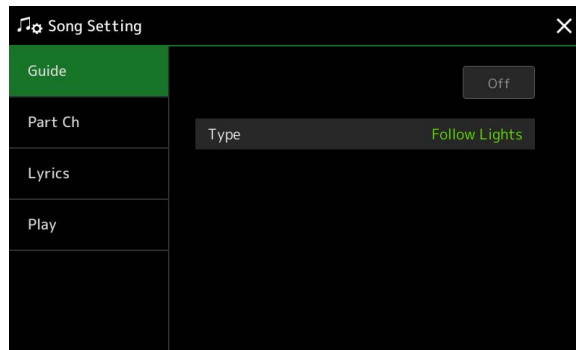 Song Setting
Guide
Off
Part Ch
Type Follow Lights
Lyrics
Play